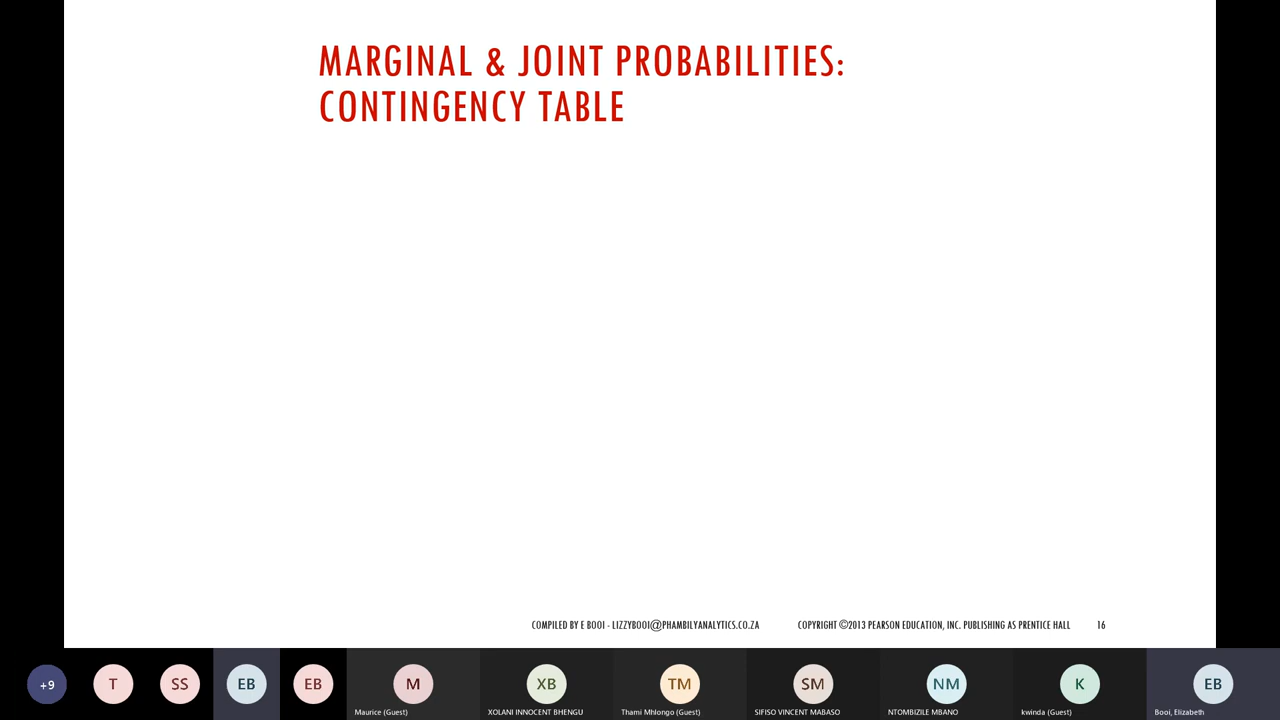 MARGINAL & JOINT PROBABILITIES:
CONTINGENCY TABLE
COMPILED BY E BOOI - LIZZYBOOI@PHAMBILYANALYTICS.CO.ZA COPYRIGHT ©2013 PEARSON EDUCATION, INC. PUBLISHING AS PRENTICE HALL 16
+9 T SS EB EB M XB TM SM NM K EB
Maurice (Guest) XOLANI INNOCENT BHENGU Thami Mhlongo (Guest) SIFISO VINCENT MABASO NTOMBIZILE MBANO kwinda (Guest) Booi, Elizabeth